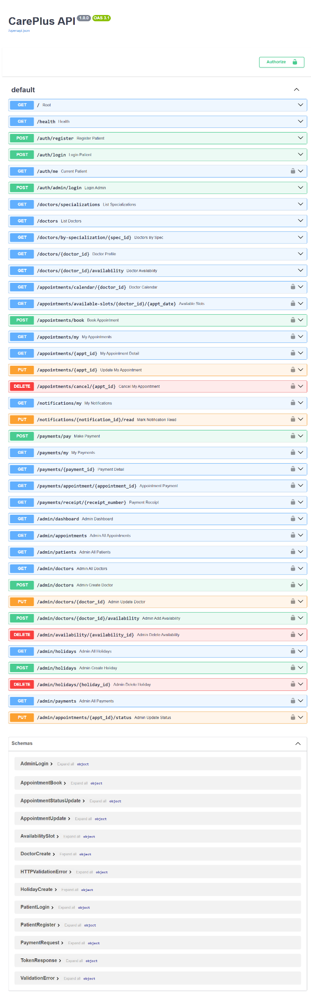 CarePlus API 1.0.0 OAS 3.1
/openapi.json
Authorize
default
GET / Root
GET /health Health
POST /auth/register Register Patient
POST /auth/login Login Patient
GET /auth/me Current Patient
POST /auth/admin/login Login Admin
GET /doctors/specializations List Specializations
GET /doctors List Doctors
GET /doctors/by-specialization/{spec_id} Doctors By Spec
GET /doctors/{doctor_id} Doctor Profile
GET /doctors/{doctor_id}/availability Doctor Availability
GET /appointments/calendar/{doctor_id} Doctor Calendar
GET /appointments/available-slots/{doctor_id}/{appt_date} Available Slots
POST /appointments/book Book Appointment
GET /appointments/my My Appointments
GET /appointments/{appt_id} My Appointment Detail
PUT /appointments/{appt_id} Update My Appointment
DELETE /appointments/cancel/{appt_id} Cancel My Appointment
GET /notifications/my My Notifications
PUT /notifications/{notification_id}/read Mark Notification Read
POST /payments/pay Make Payment
GET /payments/my My Payments
GET /payments/{payment_id} Payment Detail
GET /payments/appointment/{appointment_id} Appointment Payment
GET /payments/receipt/{receipt_number} Payment Receipt
GET /admin/dashboard Admin Dashboard
GET /admin/appointments Admin All Appointments
GET /admin/patients Admin All Patients
GET /admin/doctors Admin All Doctors
POST /admin/doctors Admin Create Doctor
PUT /admin/doctors/{doctor_id} Admin Update Doctor
POST /admin/doctors/{doctor_id}/availability Admin Add Availability
DELETE /admin/availability/{availability_id} Admin Delete Availability
GET /admin/holidays Admin All Holidays
POST /admin/holidays Admin Create Holiday
DELETE /admin/holidays/{holiday_id} Admin Delete Holiday
GET /admin/payments Admin All Payments
PUT /admin/appointments/{appt_id}/status Admin Update Status
Schemas
AdminLogin Expand all object
AppointmentBook Expand all object
AppointmentStatusUpdate Expand all object
AppointmentUpdate Expand all object
AvailabilitySlot Expand all object
DoctorCreate Expand all object
HTTPValidationError Expand all object
HolidayCreate Expand all object
PatientLogin Expand all object
PatientRegister Expand all object
PaymentRequest Expand all object
TokenResponse Expand all object
ValidationError Expand all object